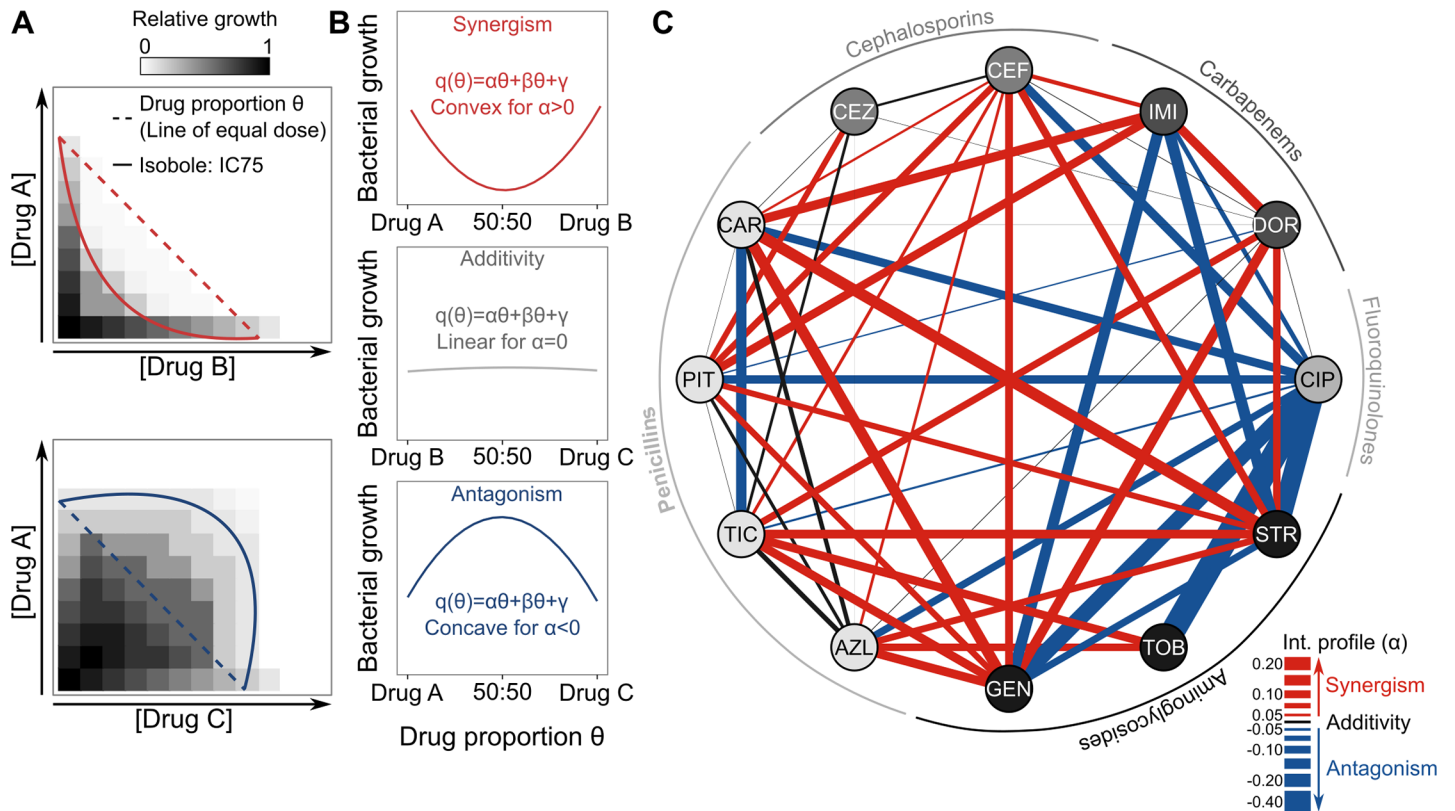 A
Relative growth
0 1
Drug proportion θ
(Line of equal dose)
Isobole: IC75
[Drug A]
[Drug B]
[Drug A]
[Drug C]
B
Bacterial growth
Synergism
q(θ)=αθ+βθ+γ
Convex for α>0
Drug A 50:50 Drug B
Bacterial growth
Additivity
q(θ)=αθ+βθ+γ
Linear for α=0
Drug B 50:50 Drug C
Bacterial growth
Antagonism
q(θ)=αθ+βθ+γ
Concave for α<0
Drug A 50:50 Drug C
Drug proportion θ
C
Cephalosporins
Carbapenems
Fluoroquinolones
Aminoglycosides
Penicillins
CEF
IMI
DOR
CIP
STR
TOB
GEN
AZL
TIC
PIT
CAR
CEZ
Int. profile (α)
0.20
0.10
0.05
-0.05
-0.10
-0.20
-0.40
Synergism
Additivity
Antagonism